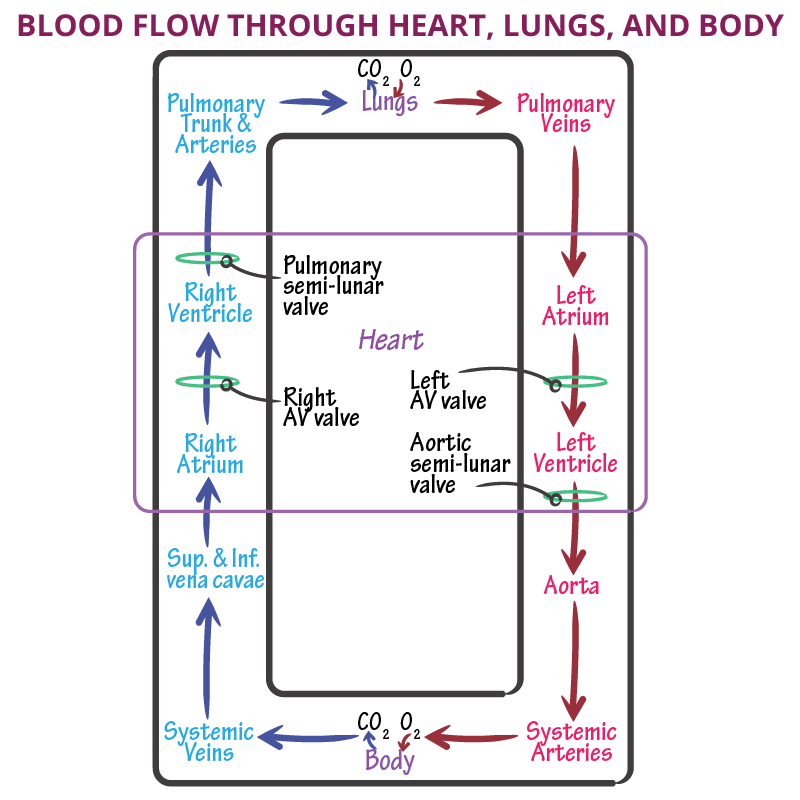 BLOOD FLOW THROUGH HEART, LUNGS, AND BODY
CO2 O2
Lungs
Pulmonary
Trunk &
Arteries
Pulmonary
Veins
Pulmonary
semi-lunar
valve
Right
Ventricle
Left
Atrium
Heart
Right
AV valve
Left
AV valve
Right
Atrium
Aortic
semi-lunar
valve
Left
Ventricle
Sup. & Inf.
vena cavae
Aorta
Systemic
Veins
CO2 O2
Body
Systemic
Arteries